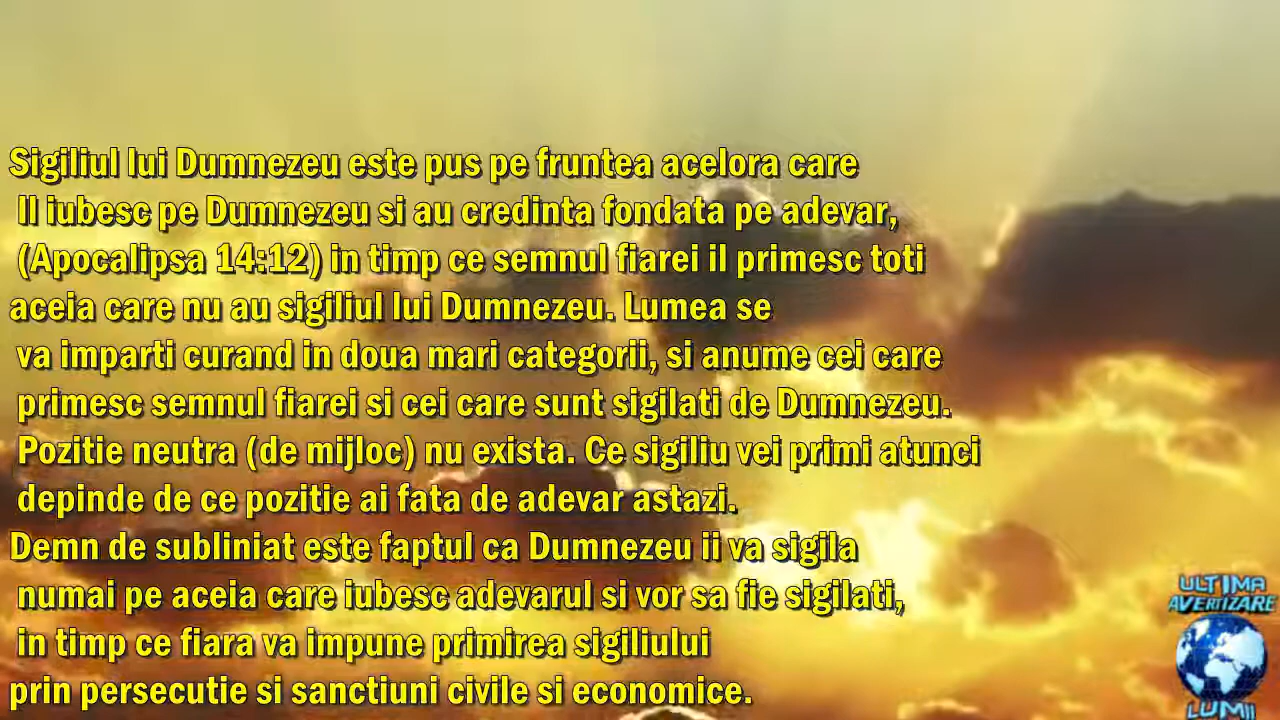 Sigiliul lui Dumnezeu este pus pe fruntea acelora care
Il iubesc pe Dumnezeu si au credinta fondata pe adevar,
(Apocalipsa 14:12) in timp ce semnul fiarei il primesc toti
aceia care nu au sigiliul lui Dumnezeu. Lumea se
va imparti curand in doua mari categorii, si anume cei care
primesc semnul fiarei si cei care sunt sigilati de Dumnezeu.
Pozitie neutra (de mijloc) nu exista. Ce sigiliu vei primi atunci
depinde de ce pozitie ai fata de adevar astazi.
Demn de subliniat este faptul ca Dumnezeu ii va sigila
numai pe aceia care iubesc adevarul si vor sa fie sigilati,
in timp ce fiara va impune primirea sigiliului
prin persecutie si sanctiuni civile si economice.
ULTIMA
AVERTIZARE
LUMII